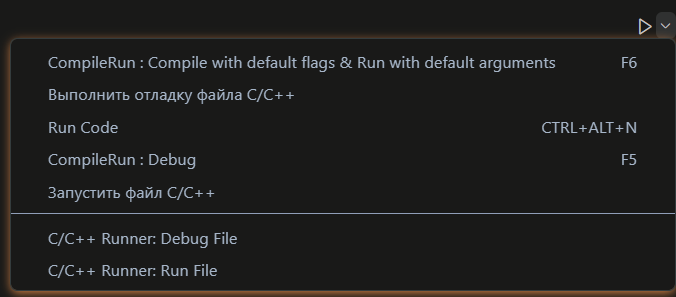 CompileRun : Compile with default flags & Run with default arguments F6
Выполнить отладку файла C/C++
Run Code CTRL+ALT+N
CompileRun : Debug F5
Запустить файл C/C++
C/C++ Runner: Debug File
C/C++ Runner: Run File